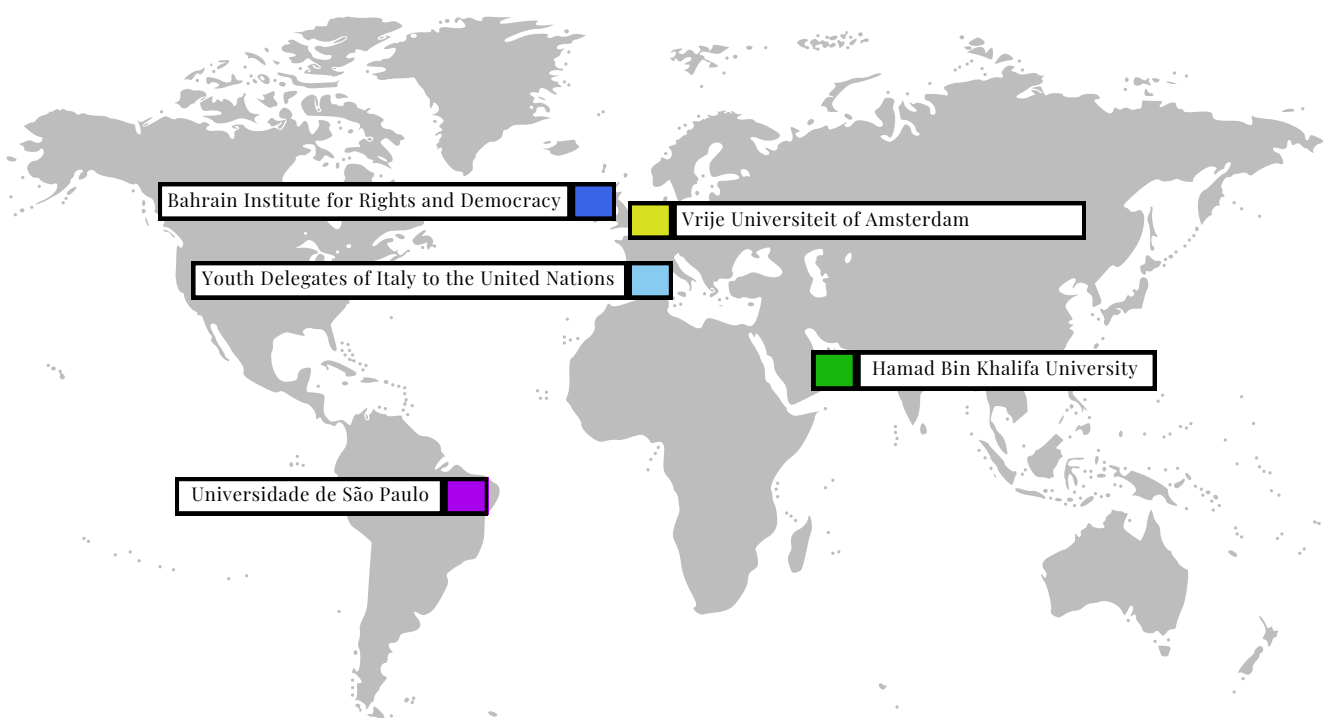 Bahrain Institute for Rights and Democracy
Vrije Universiteit of Amsterdam
Youth Delegates of Italy to the United Nations
Hamad Bin Khalifa University
Universidade de São Paulo